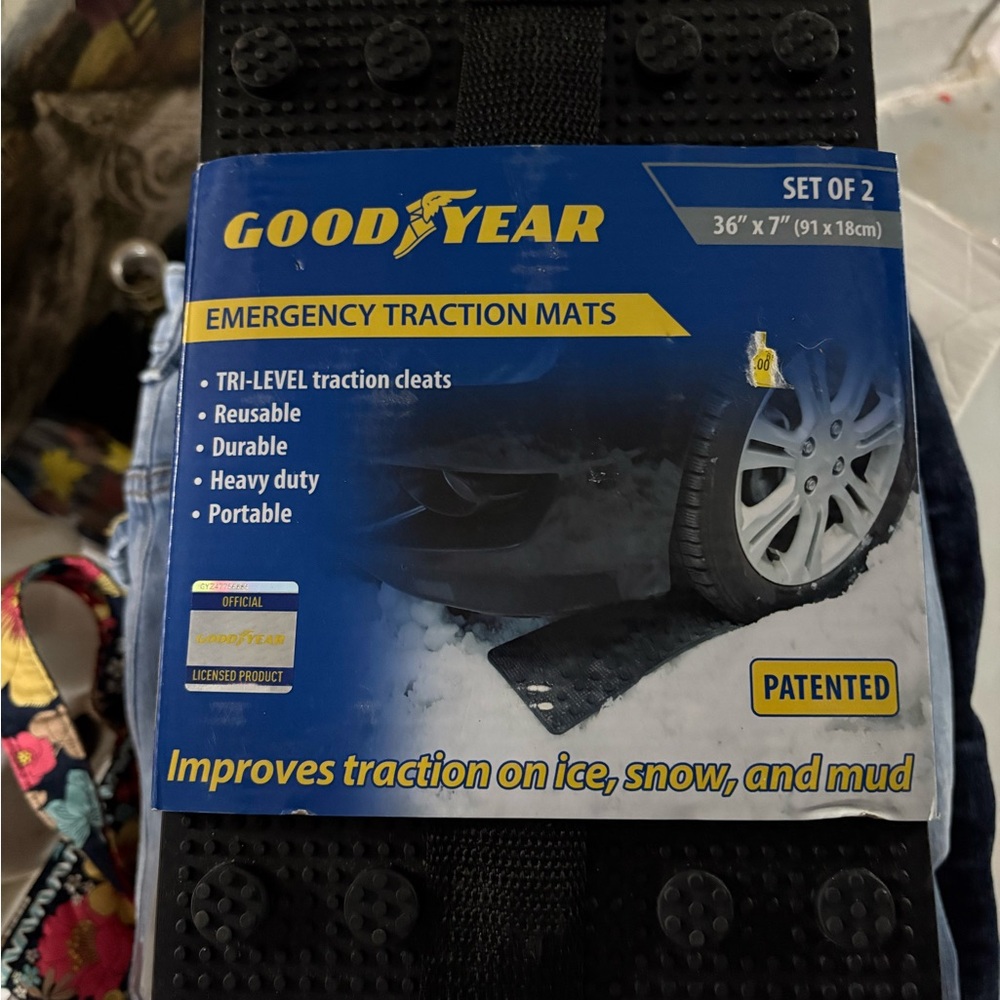 GOODYEAR
SET OF 2
36” x 7” (91 x 18cm)
EMERGENCY TRACTION MATS
.00
• TRI-LEVEL traction cleats
• Reusable
• Durable
• Heavy duty
• Portable
OFFICIAL
GOODYEAR
LICENSED PRODUCT
PATENTED
Improves traction on ice, snow, and mud